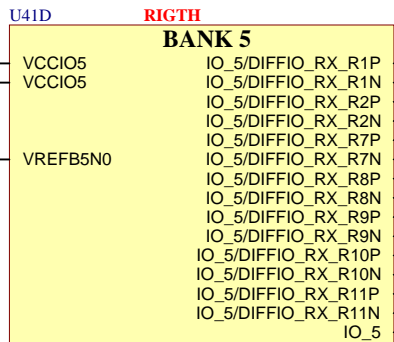 U41D RIGTH
BANK 5
VCCIO5 IO_5/DIFFIO_RX_R1P
VCCIO5 IO_5/DIFFIO_RX_R1N
IO_5/DIFFIO_RX_R2P
IO_5/DIFFIO_RX_R2N
IO_5/DIFFIO_RX_R7P
VREFB5N0 IO_5/DIFFIO_RX_R7N
IO_5/DIFFIO_RX_R8P
IO_5/DIFFIO_RX_R8N
IO_5/DIFFIO_RX_R9P
IO_5/DIFFIO_RX_R9N
IO_5/DIFFIO_RX_R10P
IO_5/DIFFIO_RX_R10N
IO_5/DIFFIO_RX_R11P
IO_5/DIFFIO_RX_R11N
IO_5